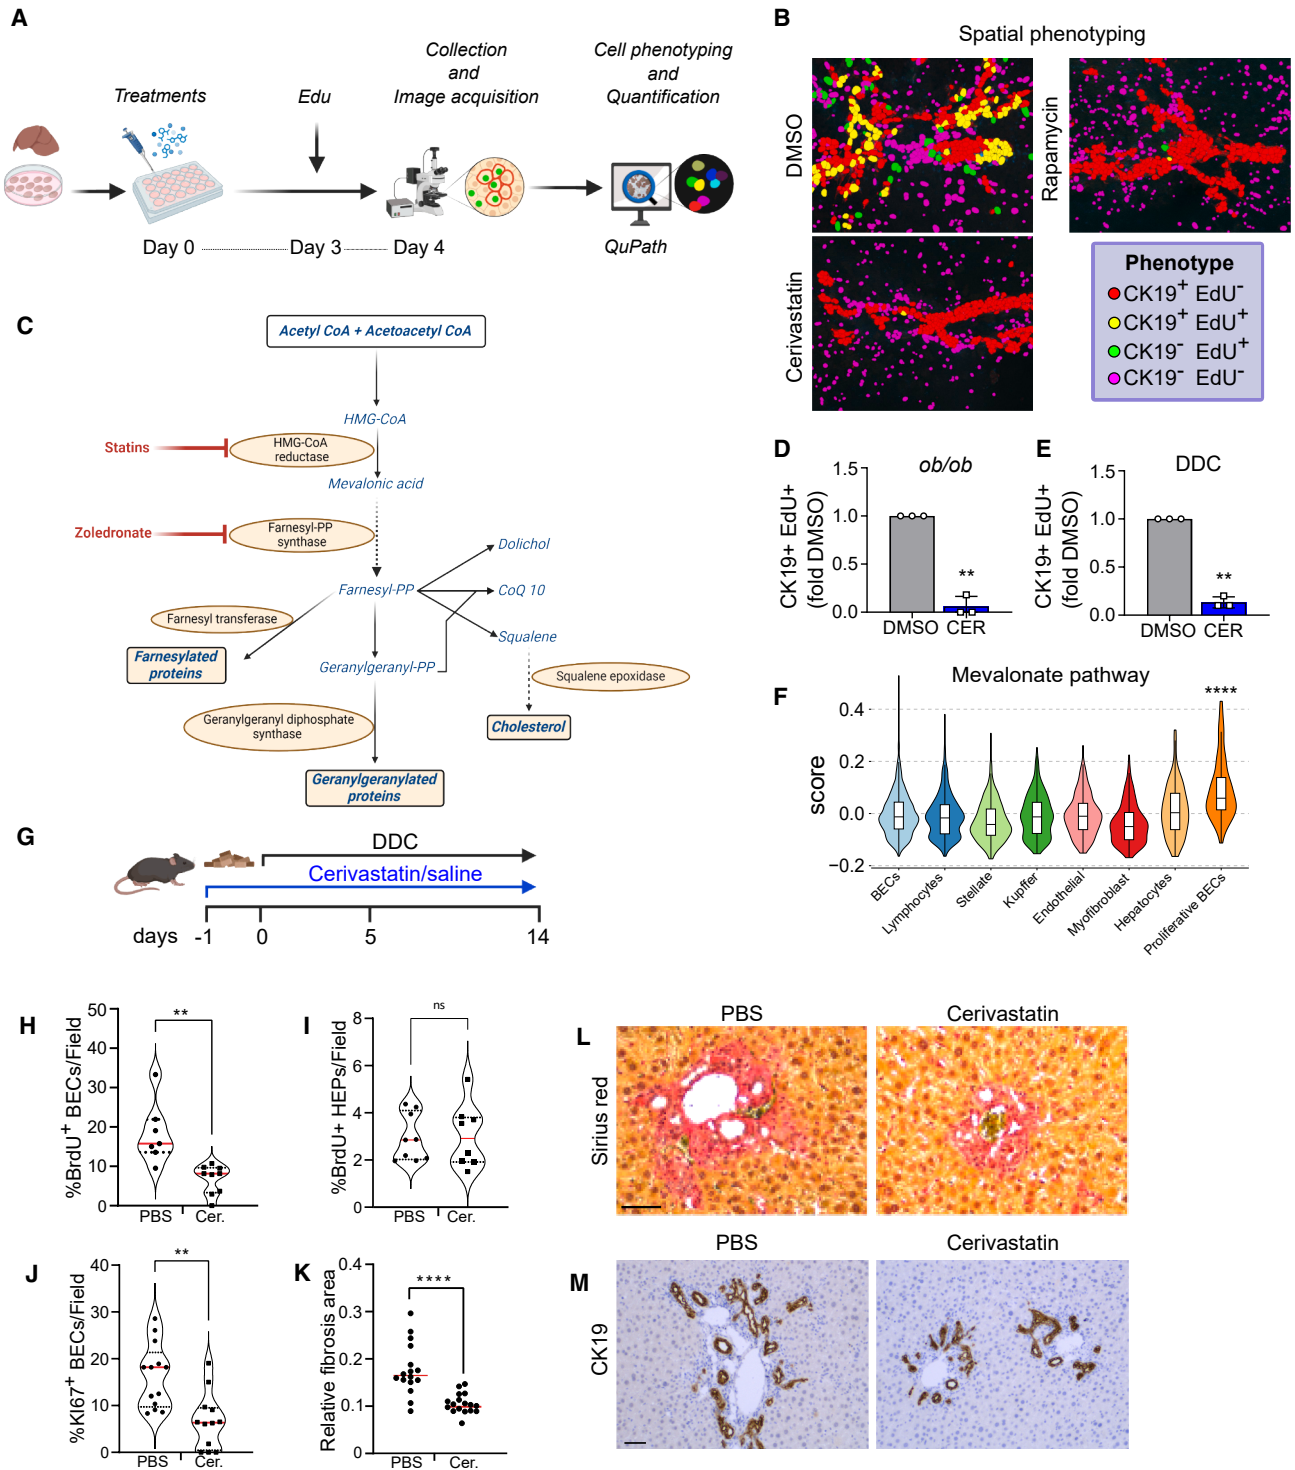 A
Treatments
Edu
Collection
and
Image acquisition
Cell phenotyping
and
Quantification
Day 0
Day 3
Day 4
QuPath
B
Spatial phenotyping
DMSO
Rapamycin
Cerivastatin
Phenotype
CK19+ EdU-
CK19+ EdU+
CK19- EdU+
CK19- EdU-
C
Acetyl CoA + Acetoacetyl CoA
HMG-CoA
Statins
HMG-CoA
reductase
Mevalonic acid
Zoledronate
Farnesyl-PP
synthase
Dolichol
Farnesyl-PP
CoQ 10
Farnesyl transferase
Squalene
Farnesylated
proteins
Geranylgeranyl-PP
Squalene epoxidase
Geranylgeranyl diphosphate
synthase
Cholesterol
Geranylgeranylated
proteins
D
ob/ob
CK19+ EdU+
(fold DMSO)
1.5
1.0
0.5
0.0
**
DMSO
CER
E
DDC
CK19+ EdU+
(fold DMSO)
1.5
1.0
0.5
0.0
**
DMSO
CER
F
Mevalonate pathway
****
score
0.4
0.2
0.0
−0.2
BECs
Lymphocytes
Stellate
Kupffer
Endothelial
Myofibroblast
Hepatocytes
Proliferative BECs
G
DDC
Cerivastatin/saline
days
-1
0
5
14
H
%BrdU+ BECs/Field
50
40
30
20
10
0
**
PBS
Cer.
I
%BrdU+ HEPs/Field
8
6
4
2
0
ns
PBS
Cer.
J
%KI67+ BECs/Field
40
30
20
10
0
**
PBS
Cer.
K
Relative fibrosis area
0.4
0.3
0.2
0.1
0
****
PBS
Cer.
L
PBS
Cerivastatin
Sirius red
M
PBS
Cerivastatin
CK19